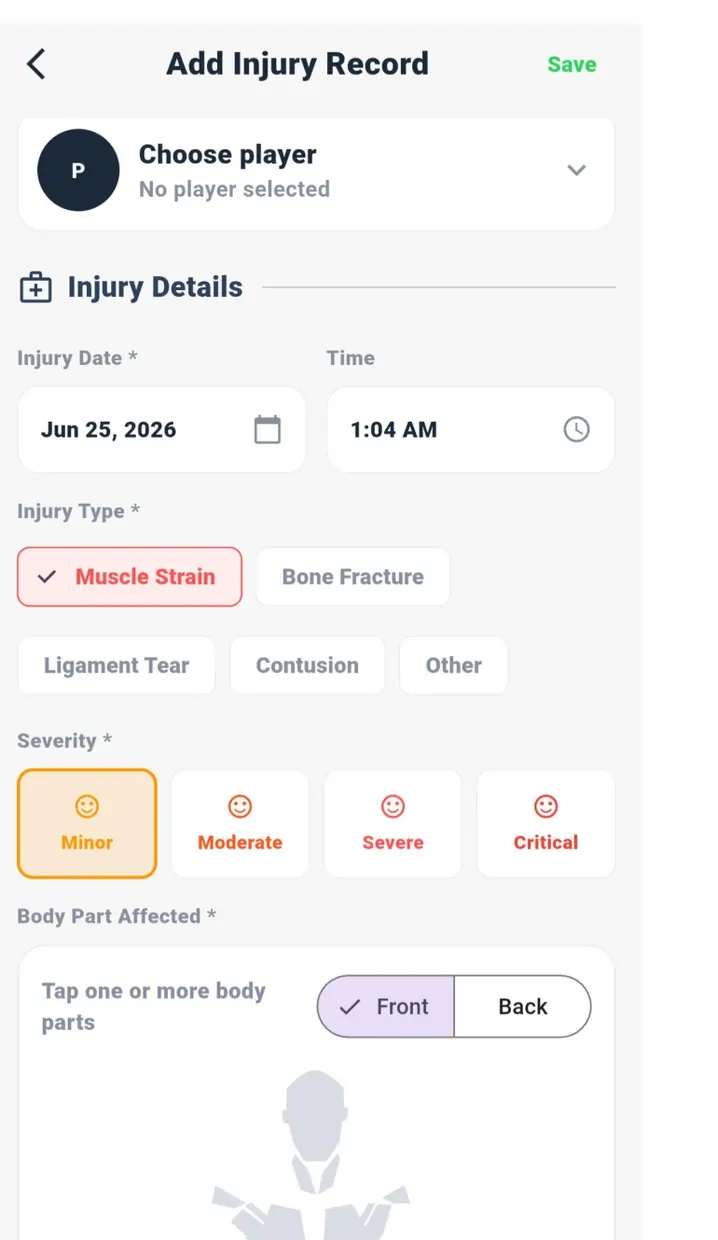 Add Injury Record
Save
P
Choose player
No player selected
Injury Details
Injury Date *
Time
Jun 25, 2026
1:04 AM
Injury Type *
Muscle Strain
Bone Fracture
Ligament Tear
Contusion
Other
Severity *
Minor
Moderate
Severe
Critical
Body Part Affected *
Tap one or more body
parts
Front
Back